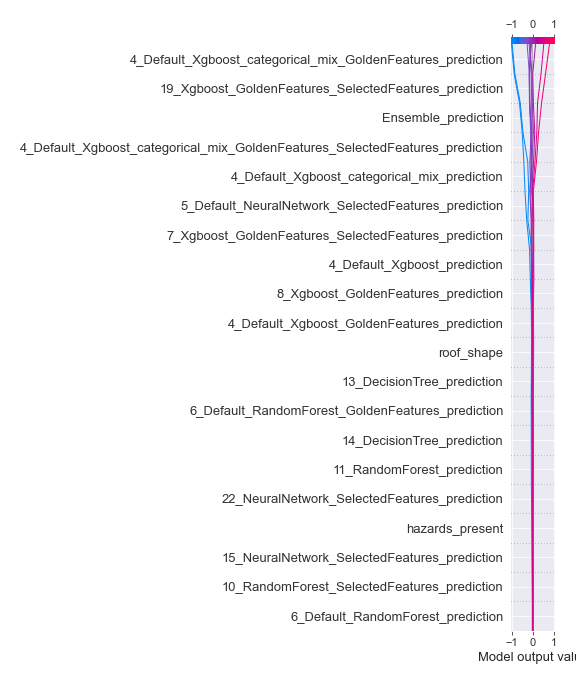 −1 0 1
4_Default_Xgboost_categorical_mix_GoldenFeatures_prediction
19_Xgboost_GoldenFeatures_SelectedFeatures_prediction
Ensemble_prediction
4_Default_Xgboost_categorical_mix_GoldenFeatures_SelectedFeatures_prediction
4_Default_Xgboost_categorical_mix_prediction
5_Default_NeuralNetwork_SelectedFeatures_prediction
7_Xgboost_GoldenFeatures_SelectedFeatures_prediction
4_Default_Xgboost_prediction
8_Xgboost_GoldenFeatures_prediction
4_Default_Xgboost_GoldenFeatures_prediction
roof_shape
13_DecisionTree_prediction
6_Default_RandomForest_GoldenFeatures_prediction
14_DecisionTree_prediction
11_RandomForest_prediction
22_NeuralNetwork_SelectedFeatures_prediction
hazards_present
15_NeuralNetwork_SelectedFeatures_prediction
10_RandomForest_SelectedFeatures_prediction
6_Default_RandomForest_prediction
−1 0 1
Model output valu